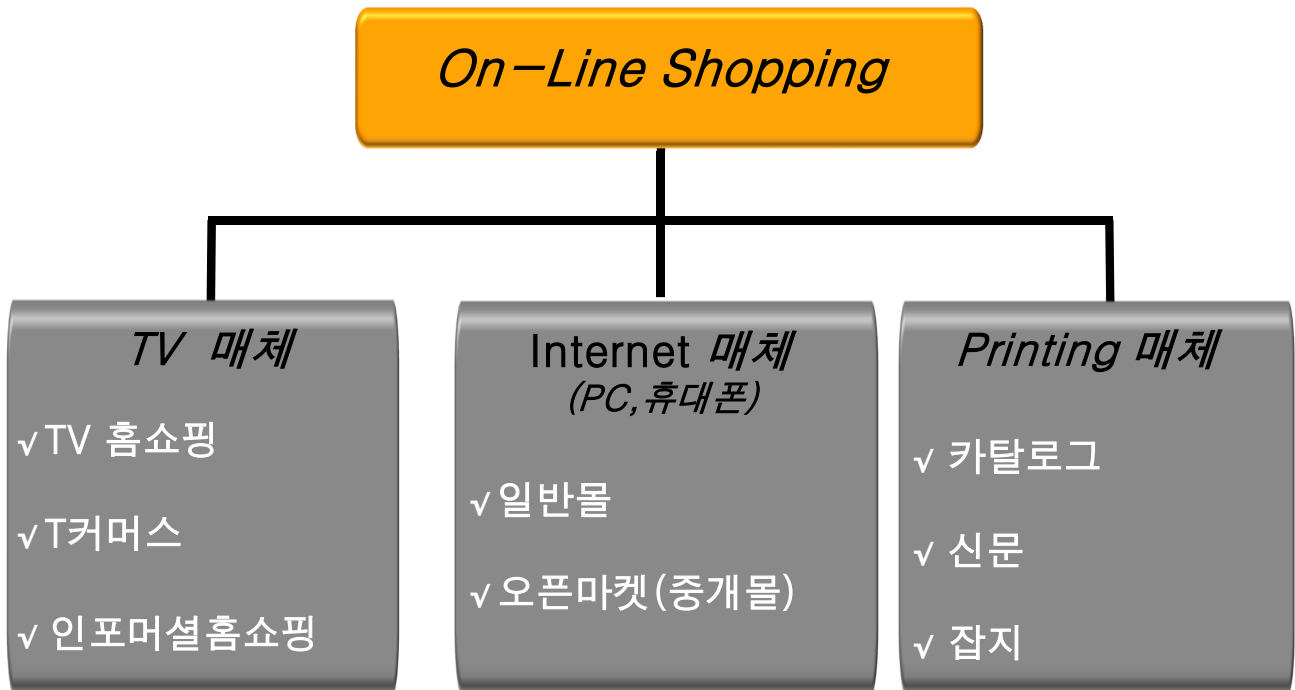 On-Line Shopping
TV 매체
√ TV 홈쇼핑
√ T커머스
√ 인포머셜홈쇼핑
Internet 매체
(PC,휴대폰)
√ 일반몰
√ 오픈마켓(중개몰)
Printing 매체
√ 카탈로그
√ 신문
√ 잡지